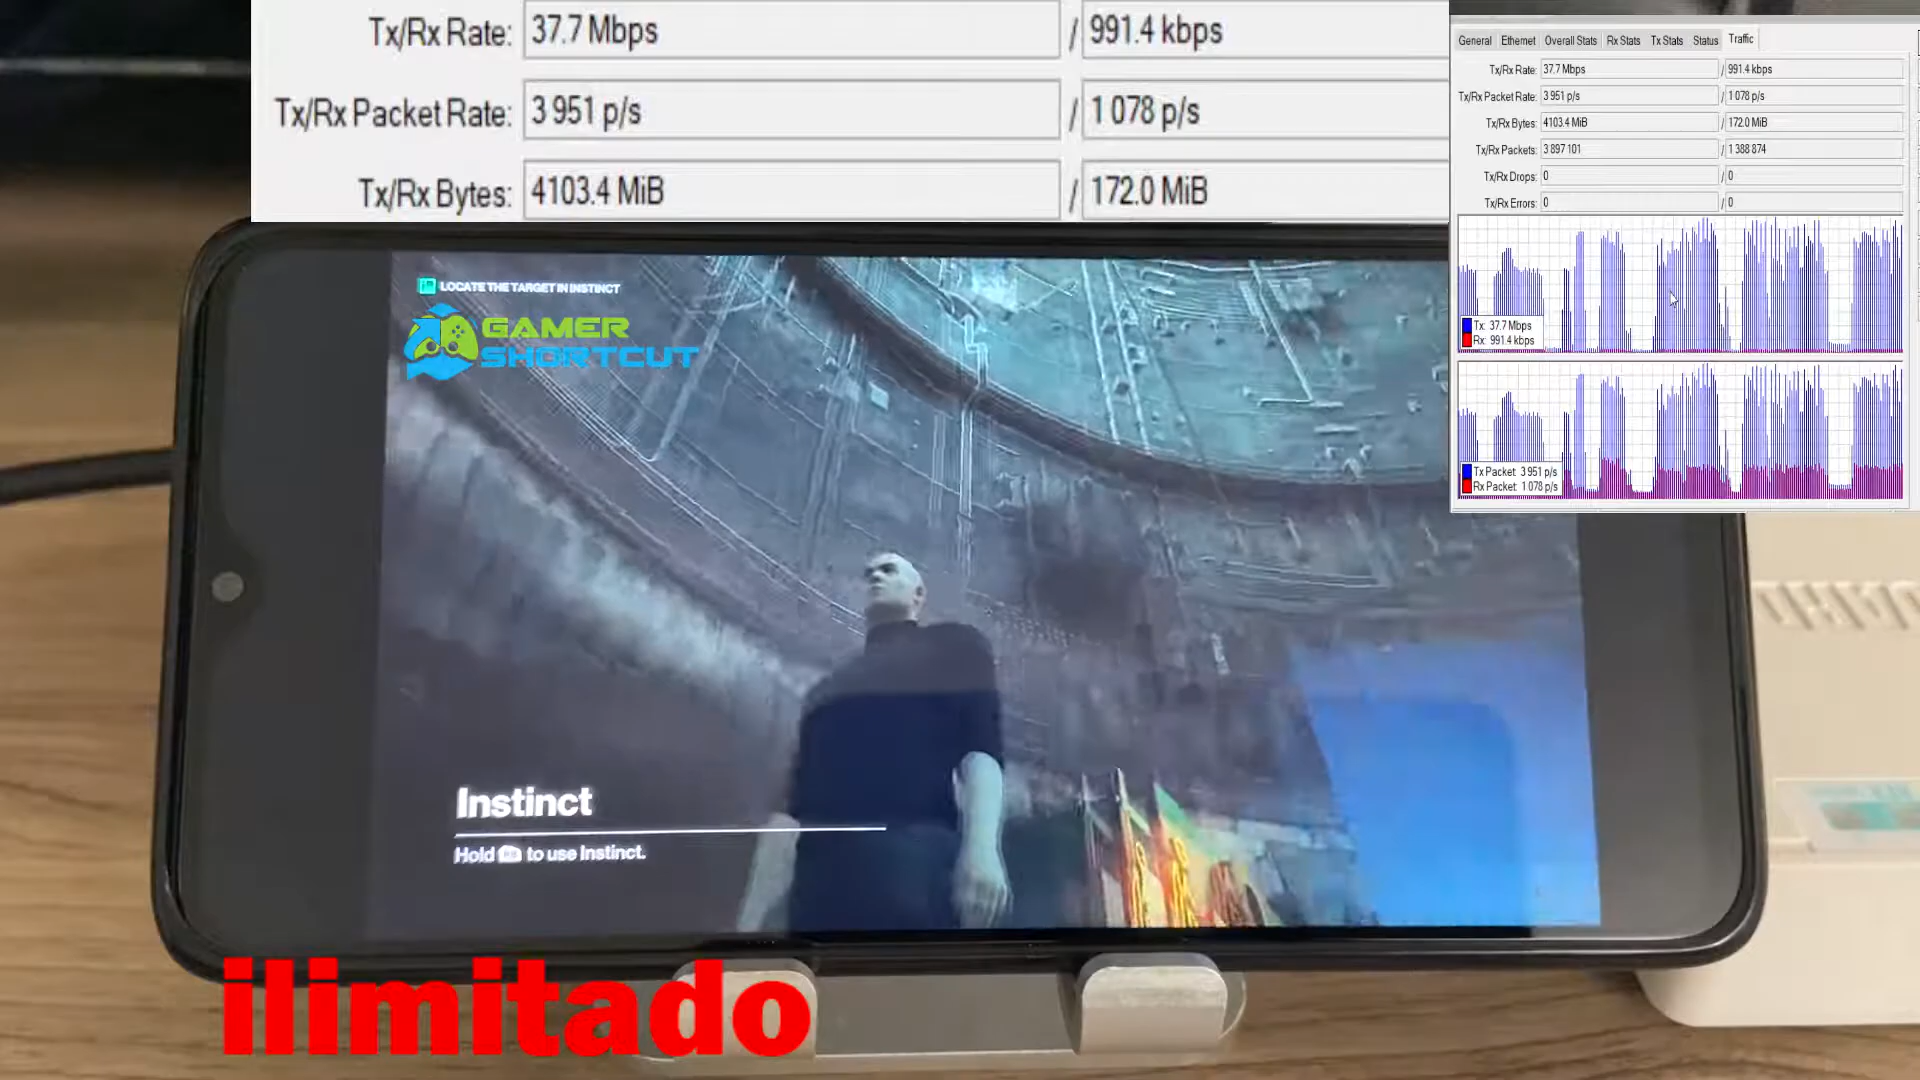 Tx/Rx Rate: 37.7 Mbps / 991.4 kbps
Tx/Rx Packet Rate: 3 951 p/s / 1 078 p/s
Tx/Rx Bytes: 4103.4 MiB / 172.0 MiB
General Ethernet Overall Stats Rx Stats Tx Stats Status Traffic
Tx/Rx Rate: 37.7 Mbps / 991.4 kbps
Tx/Rx Packet Rate: 3 951 p/s / 1 078 p/s
Tx/Rx Bytes: 4103.4 MiB / 172.0 MiB
Tx/Rx Packets: 3 897 101 / 1 388 874
Tx/Rx Drops: 0 / 0
Tx/Rx Errors: 0 / 0
Tx: 37.7 Mbps
Rx: 991.4 kbps
Tx Packet: 3 951 p/s
Rx Packet: 1 078 p/s
LOCATE THE TARGET IN INSTINCT
GAMER
SHORTCUT
Instinct
Hold to use Instinct.
ilimitado